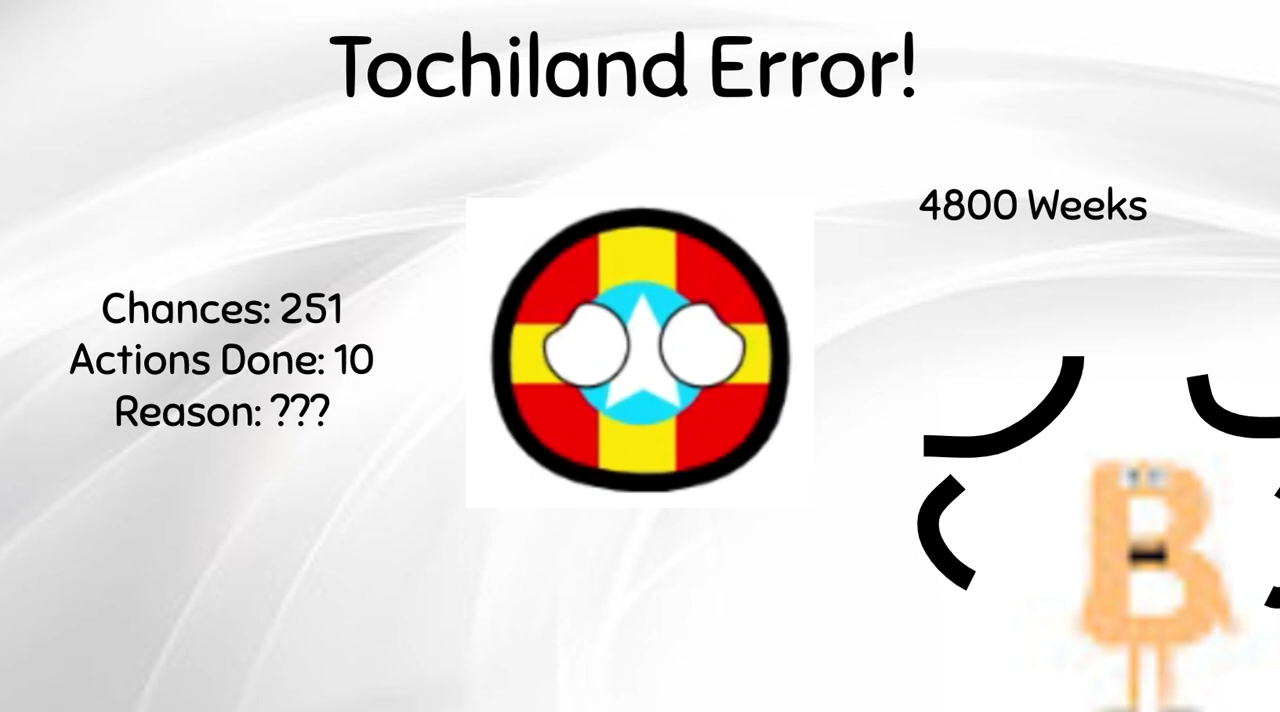 Tochiland Error!
4800 Weeks
Chances: 251
Actions Done: 10
Reason: ???
B